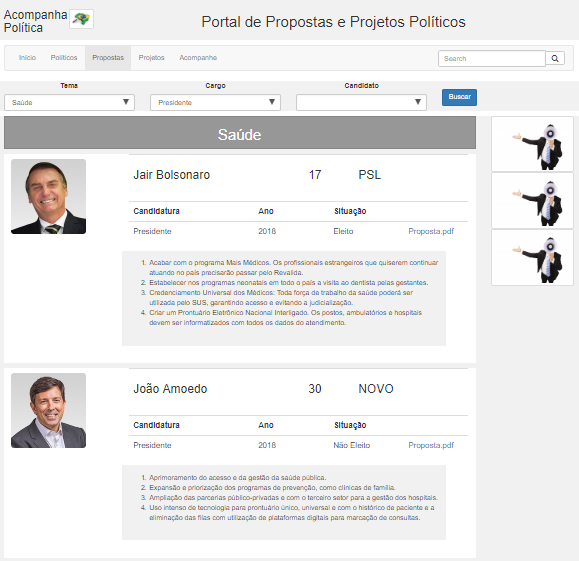 Acompanha
Política
Portal de Propostas e Projetos Políticos
Início Políticos Propostas Projetos Acompanhe
Search
Tema Cargo Candidato
Saúde Presidente Buscar
Saúde
Jair Bolsonaro 17 PSL
Candidatura Ano Situação
Presidente 2018 Eleito Proposta.pdf
1. Acabar com o programa Mais Médicos. Os profissionais estrangeiros que quiserem continuar
atuando no país precisarão passar pelo Revalida.
2. Estabelecer nos programas neonatais em todo o país a visita ao dentista pelas gestantes.
3. Credenciamento Universal dos Médicos: Toda força de trabalho da saúde poderá ser
utilizada pelo SUS, garantindo acesso e evitando a judicialização.
4. Criar um Prontuário Eletrônico Nacional Interligado. Os postos, ambulatórios e hospitais
devem ser informatizados com todos os dados do atendimento.
João Amoedo 30 NOVO
Candidatura Ano Situação
Presidente 2018 Não Eleito Proposta.pdf
1. Aprimoramento do acesso e da gestão da saúde pública.
2. Expansão e priorização dos programas de prevenção, como clínicas de família.
3. Ampliação das parcerias público-privadas e com o terceiro setor para a gestão dos hospitais.
4. Uso intenso de tecnologia para prontuário único, universal e com o histórico de paciente e a
eliminação das filas com utilização de plataformas digitais para marcação de consultas.